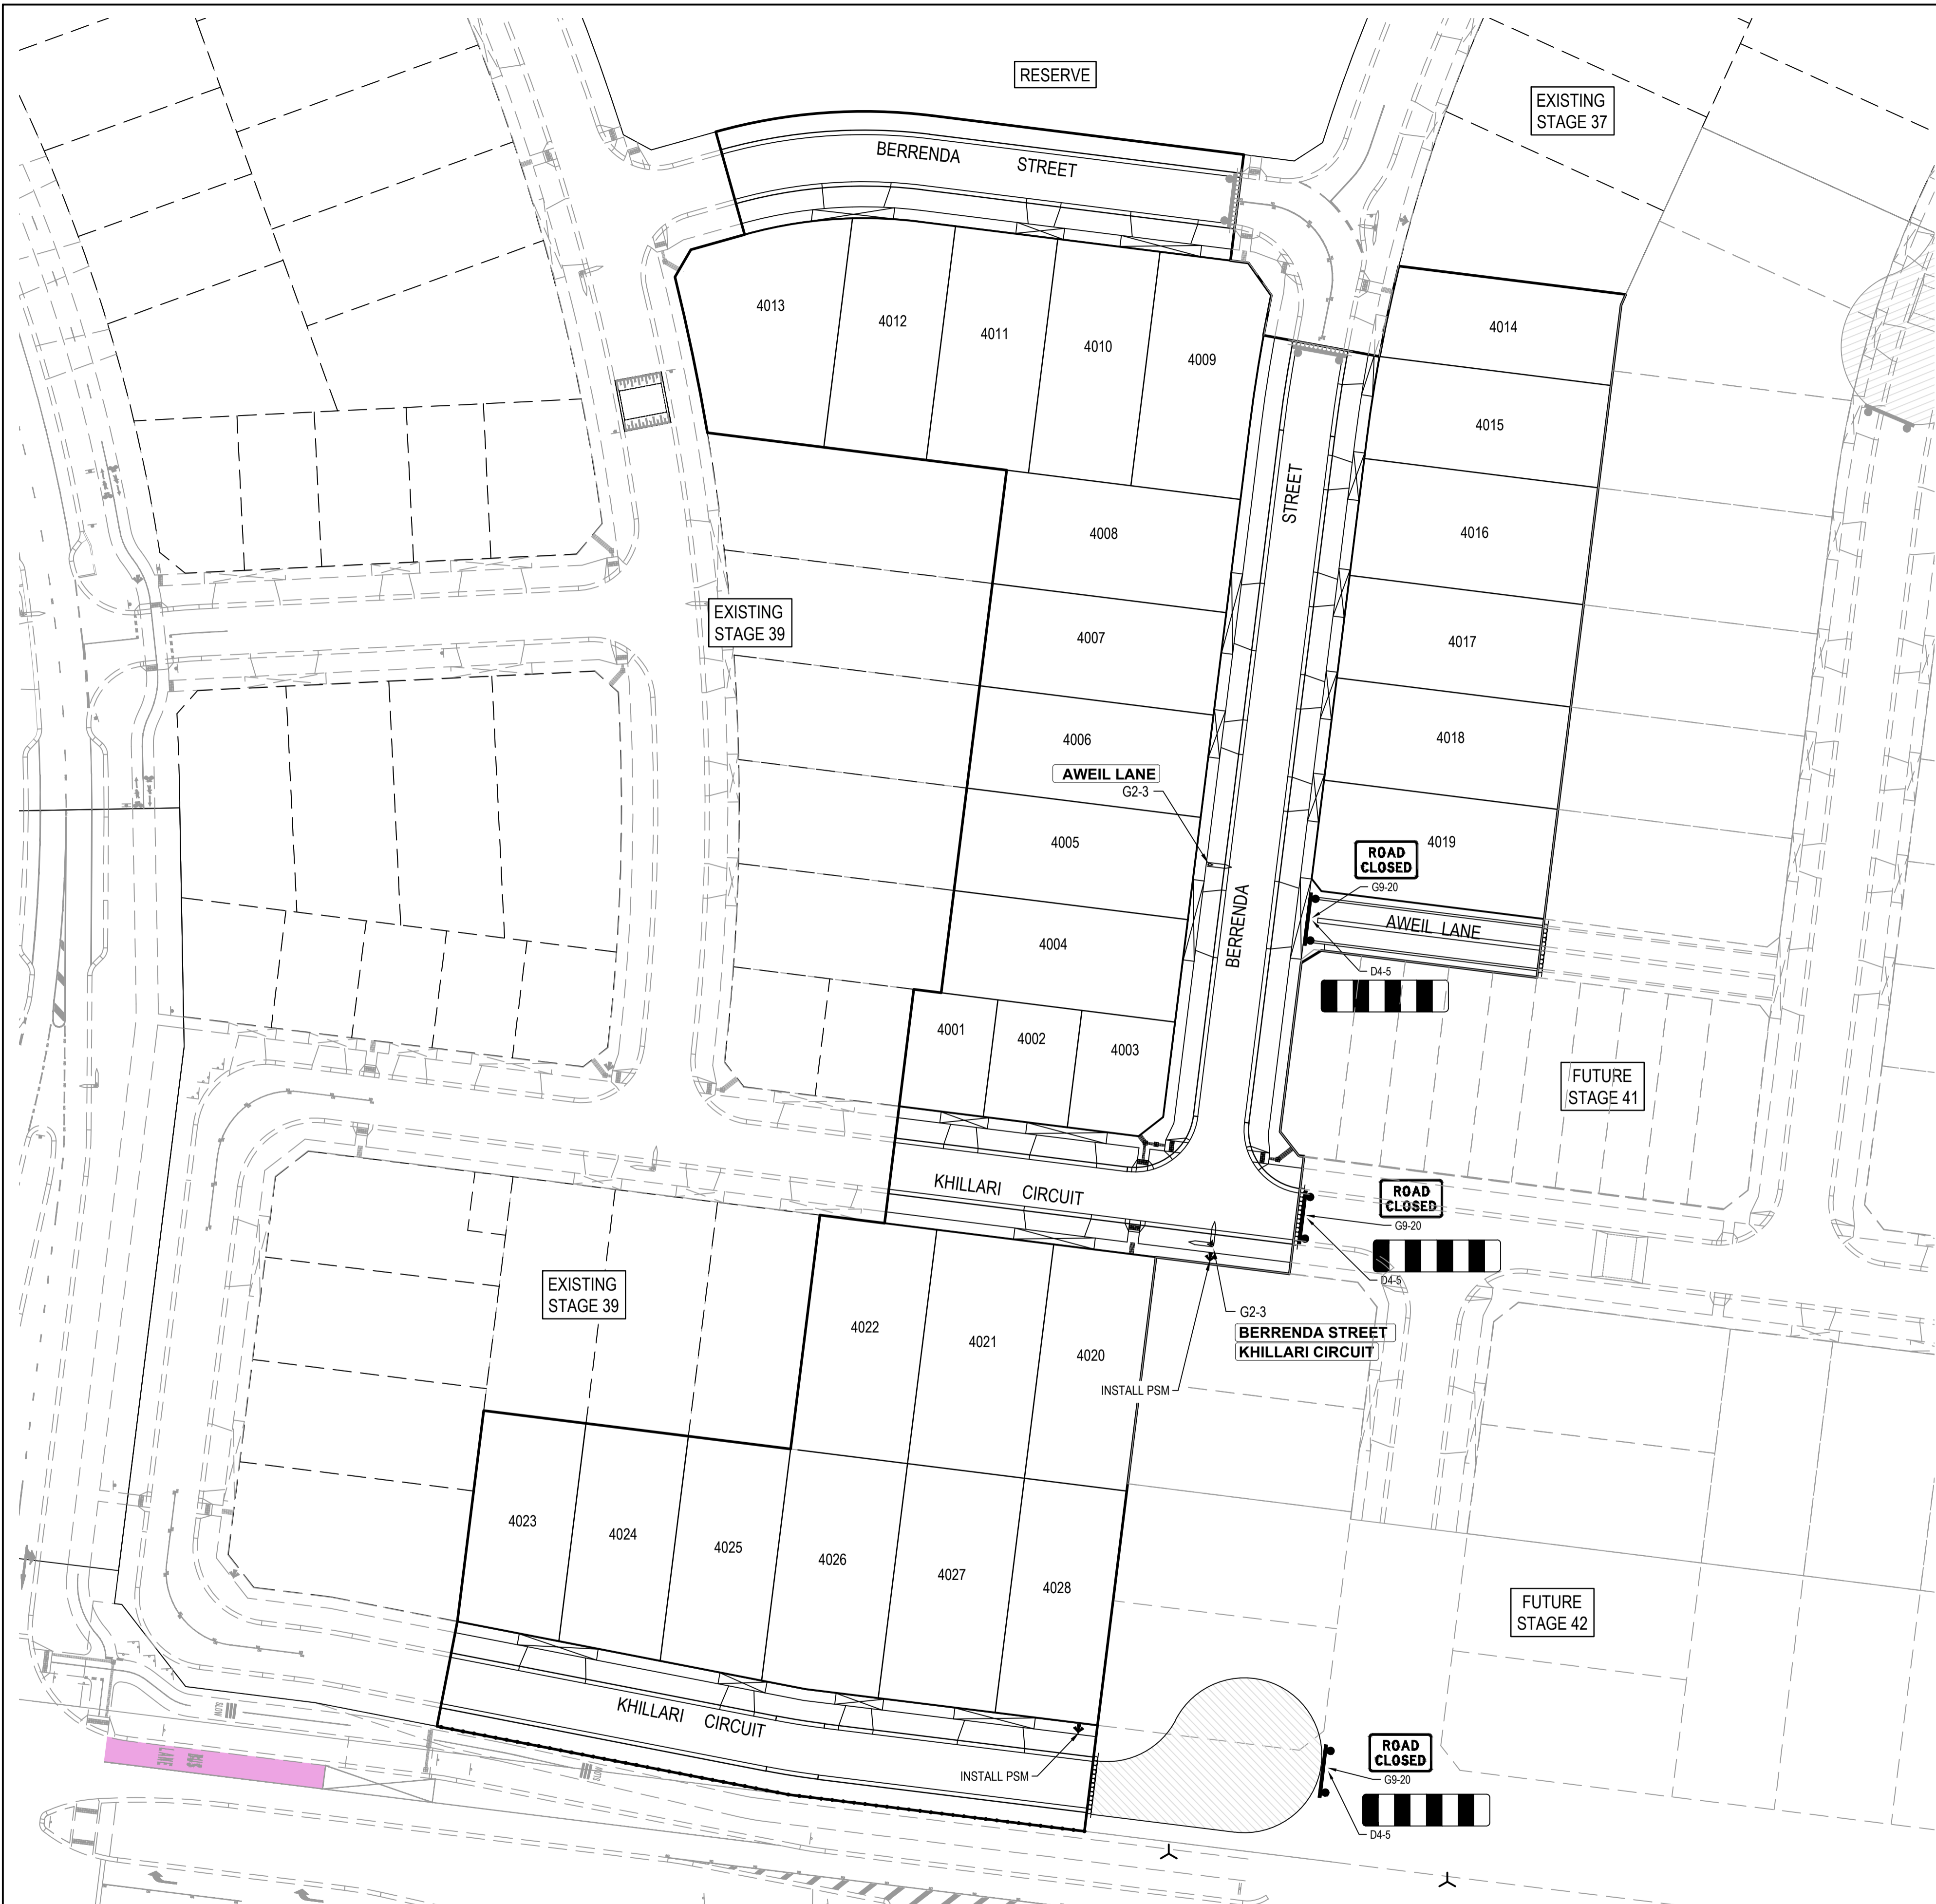 RESERVE
EXISTING
STAGE 37
BERRENDA STREET
4013
4012
4011
4010
4009
4014
4015
4016
4017
4018
4019
STREET
BERRENDA
4008
4007
4006
AWEIL LANE
G2-3
4005
4004
4001
4002
4003
EXISTING
STAGE 39
ROAD
CLOSED
G9-20
AWEIL LANE
D4-5
FUTURE
STAGE 41
KHILLARI CIRCUIT
ROAD
CLOSED
G9-20
D4-5
G2-3
BERRENDA STREET
KHILLARI CIRCUIT
INSTALL PSM
EXISTING
STAGE 39
4022
4021
4020
4023
4024
4025
4026
4027
4028
FUTURE
STAGE 42
KHILLARI CIRCUIT
INSTALL PSM
ROAD
CLOSED
G9-20
D4-5
BUS
LANE
SLOW